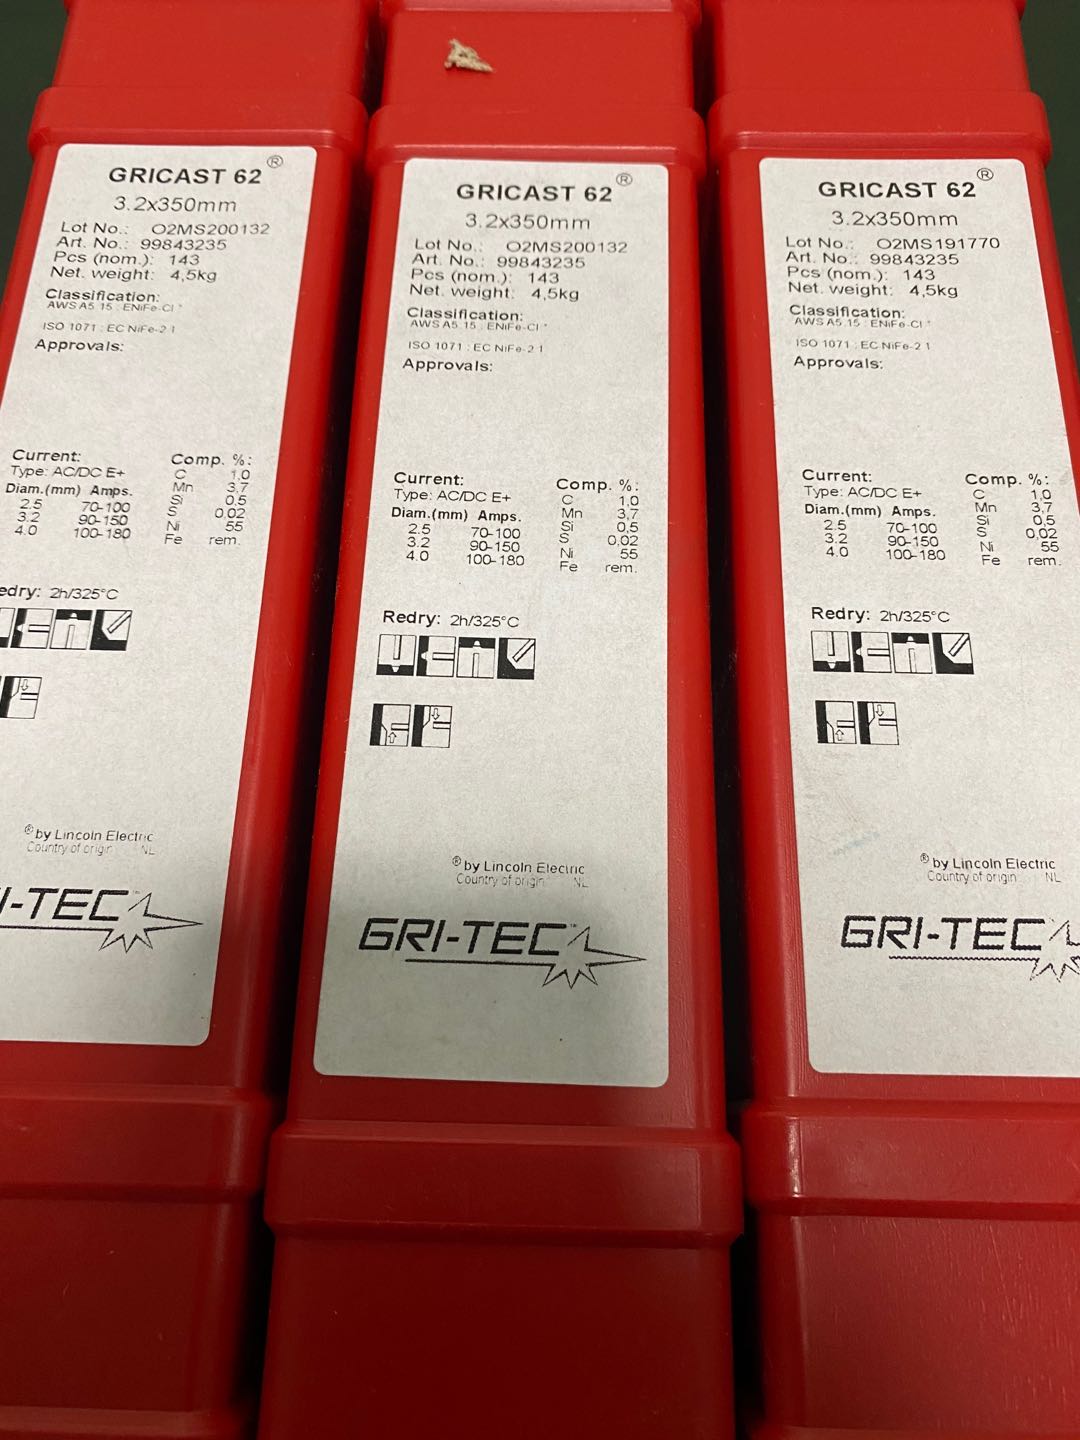 GRICAST 62 ®
3.2x350mm
Lot No.: O2MS200132
Art. No.: 99843235
Pcs (nom.): 143
Net. weight: 4,5kg
Classification:
AWS A5 15 : ENiFe-CI *
ISO 1071 : EC NiFe-2 1
Approvals:
Current: Comp. %:
Type: AC/DC E+ C 1,0
Diam.(mm) Amps. Mn 3,7
2.5 70-100 Si 0,5
3.2 90-150 S 0,02
4.0 100-180 Ni 55
Fe rem.
edry: 2h/325°C
® by Lincoln Electric
Country of origin NL
I-TEC
GRICAST 62 ®
3.2x350mm
Lot No.: O2MS200132
Art. No.: 99843235
Pcs (nom.): 143
Net. weight: 4,5kg
Classification:
AWS A5 15 : ENiFe-CI *
ISO 1071 : EC NiFe-2 1
Approvals:
Current: Comp. %:
Type: AC/DC E+ C 1,0
Diam.(mm) Amps. Mn 3,7
2.5 70-100 Si 0,5
3.2 90-150 S 0,02
4.0 100-180 Ni 55
Fe rem.
Redry: 2h/325°C
® by Lincoln Electric
Country of origin NL
GRI-TEC™
GRICAST 62 ®
3.2x350mm
Lot No.: O2MS191770
Art. No.: 99843235
Pcs (nom.): 143
Net. weight: 4,5kg
Classification:
AWS A5 15 : ENiFe-CI *
ISO 1071 : EC NiFe-2 1
Approvals:
Current: Comp. %:
Type: AC/DC E+ C 1,0
Diam.(mm) Amps. Mn 3,7
2.5 70-100 Si 0,5
3.2 90-150 S 0,02
4.0 100-180 Ni 55
Fe rem.
Redry: 2h/325°C
® by Lincoln Electric
Country of origin NL
GRI-TEC